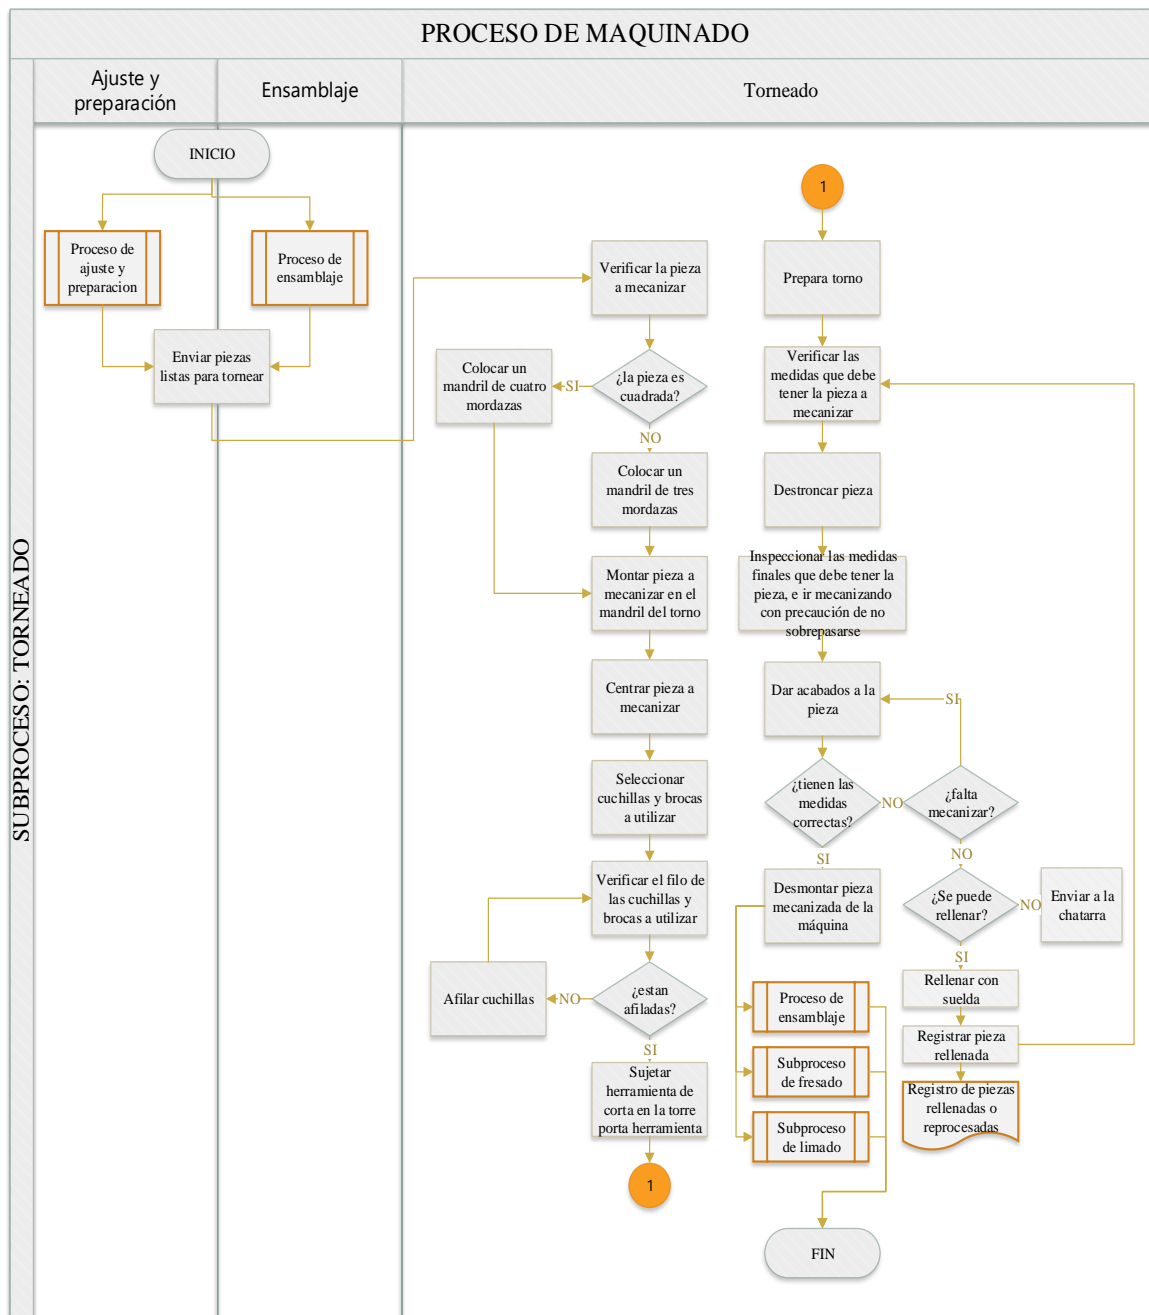 PROCESO DE MAQUINADO
Ajuste y
preparación
Ensamblaje
Torneado
SUBPROCESO: TORNEADO
INICIO
Proceso de
ajuste y
preparacion
Proceso de
ensamblaje
Enviar piezas
listas para tornear
Verificar la pieza
a mecanizar
¿la pieza es
cuadrada?
SI
Colocar un
mandril de cuatro
mordazas
NO
Colocar un
mandril de tres
mordazas
Montar pieza a
mecanizar en el
mandril del torno
Centrar pieza a
mecanizar
Seleccionar
cuchillas y brocas
a utilizar
Verificar el filo de
las cuchillas y
brocas a utilizar
¿estan
afiladas?
NO
Afilar cuchillas
SI
Sujetar
herramienta de
corta en la torre
porta herramienta
1
1
Prepara torno
Verificar las
medidas que debe
tener la pieza a
mecanizar
Destroncar pieza
Inspeccionar las medidas
finales que debe tener la
pieza, e ir mecanizando
con precaución de no
sobrepasarse
Dar acabados a la
pieza
SI
¿tienen las
medidas
correctas?
NO
¿falta
mecanizar?
SI
NO
Desmontar pieza
mecanizada de la
máquina
¿Se puede
rellenar?
NO
Enviar a la
chatarra
SI
Rellenar con
suelda
Registrar pieza
rellenada
Registro de piezas
rellenadas o
reprocesadas
Proceso de
ensamblaje
Subproceso
de fresado
Subproceso
de limado
FIN